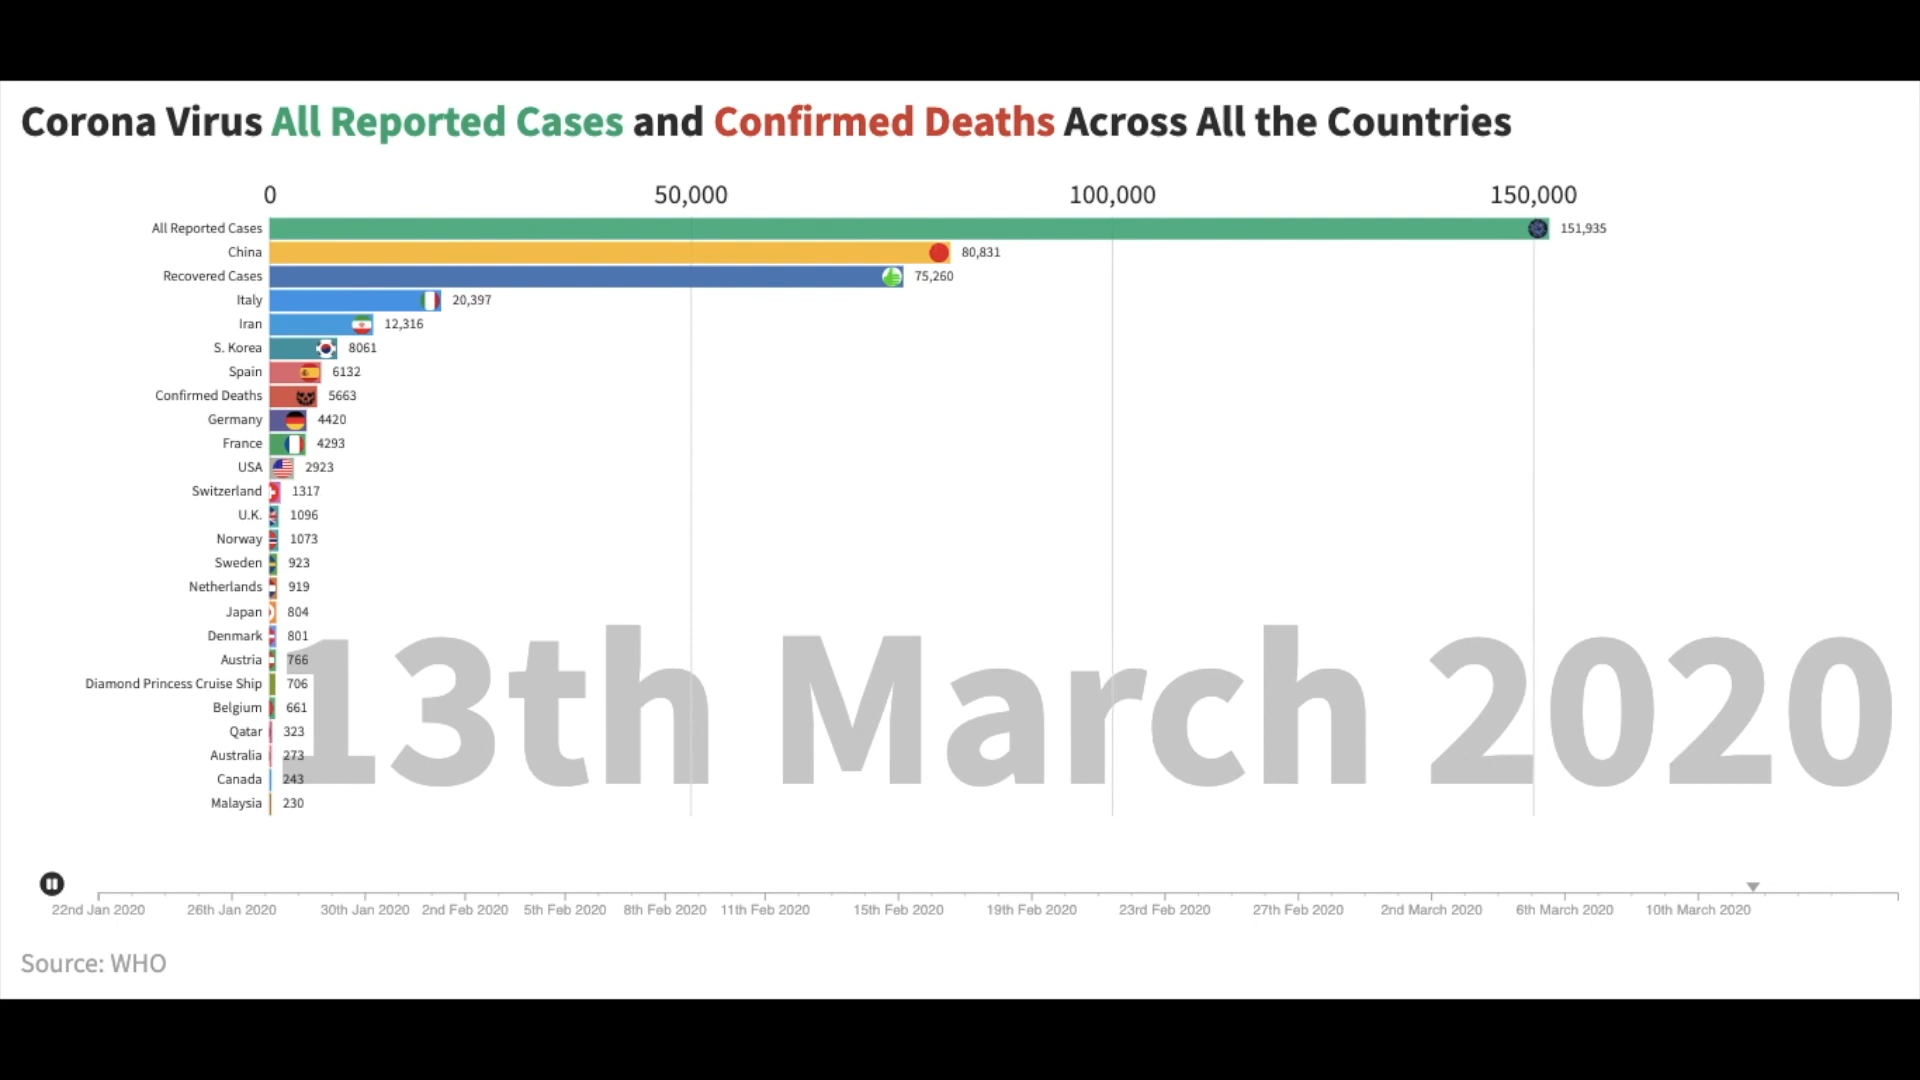 Corona Virus All Reported Cases and Confirmed Deaths Across All the Countries
0 50,000 100,000 150,000
All Reported Cases 151,935
China 80,831
Recovered Cases 75,260
Italy 20,397
Iran 12,316
S. Korea 8061
Spain 6132
Confirmed Deaths 5663
Germany 4420
France 4293
USA 2923
Switzerland 1317
U.K. 1096
Norway 1073
Sweden 923
Netherlands 919
Japan 804
Denmark 801
Austria 766
Diamond Princess Cruise Ship 706
Belgium 661
Qatar 323
Australia 273
Canada 243
Malaysia 230
13th March 2020
22nd Jan 2020 26th Jan 2020 30th Jan 2020 2nd Feb 2020 5th Feb 2020 8th Feb 2020 11th Feb 2020 15th Feb 2020 19th Feb 2020 23rd Feb 2020 27th Feb 2020 2nd March 2020 6th March 2020 10th March 2020
Source: WHO